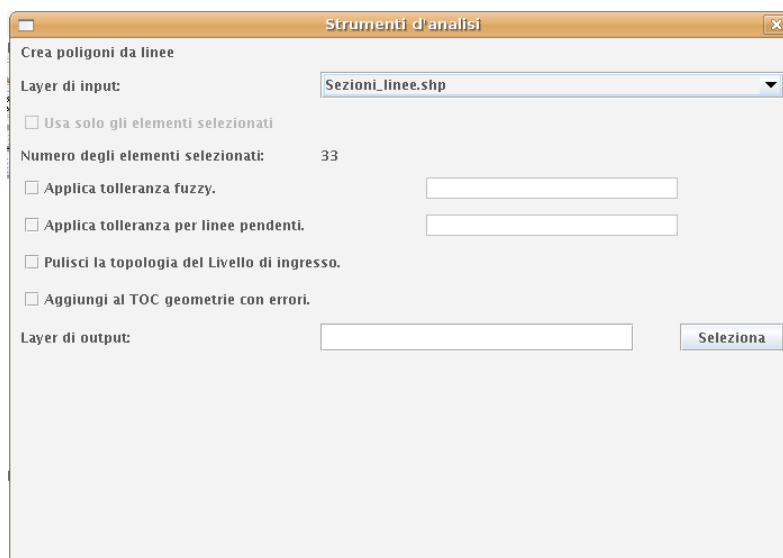 Strumenti d'analisi
Crea poligoni da linee
Layer di input: Sezioni_linee.shp
Usa solo gli elementi selezionati
Numero degli elementi selezionati: 33
Applica tolleranza fuzzy.
Applica tolleranza per linee pendenti.
Pulisci la topologia del Livello di ingresso.
Aggiungi al TOC geometrie con errori.
Layer di output: Seleziona